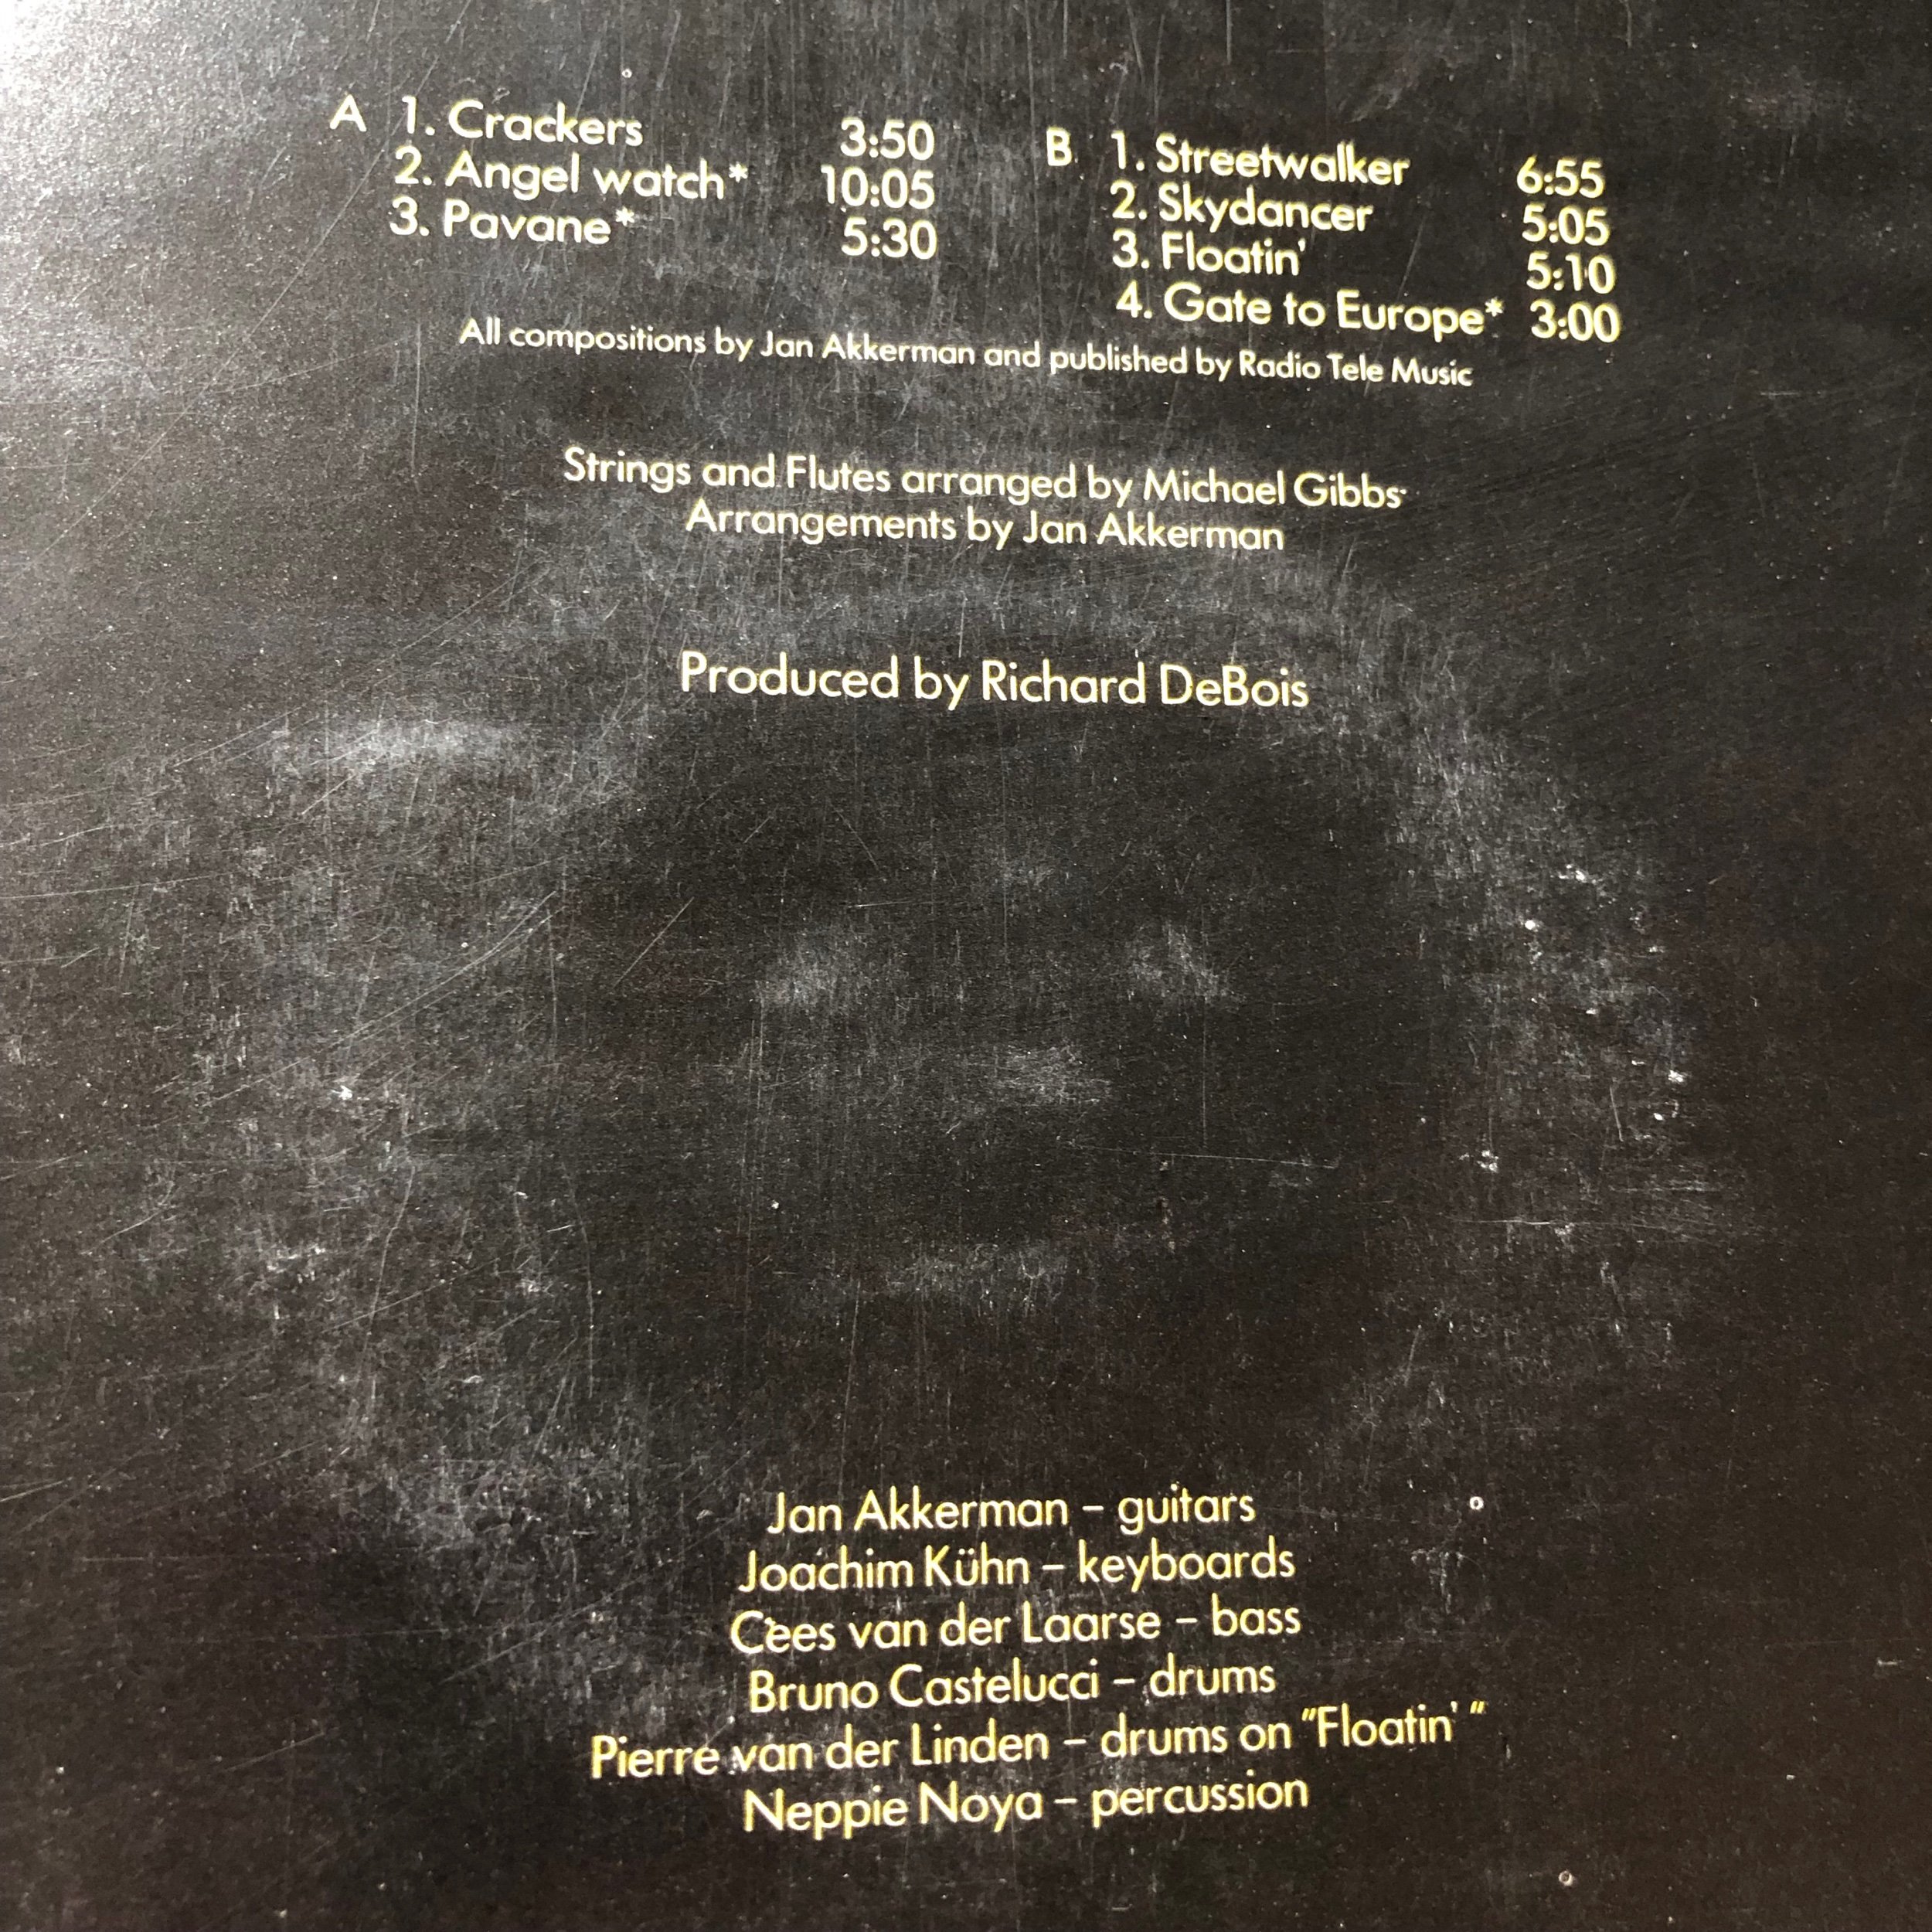 A 1. Crackers 3:50
2. Angel watch* 10:05
3. Pavane* 5:30
B 1. Streetwalker 6:55
2. Skydancer 5:05
3. Floatin' 5:10
4. Gate to Europe* 3:00
All compositions by Jan Akkerman and published by Radio Tele Music
Strings and Flutes arranged by Michael Gibbs
Arrangements by Jan Akkerman
Produced by Richard DeBois
Jan Akkerman – guitars
Joachim Kühn – keyboards
Cees van der Laarse – bass
Bruno Castelucci – drums
Pierre van der Linden – drums on "Floatin' "
Neppie Noya – percussion